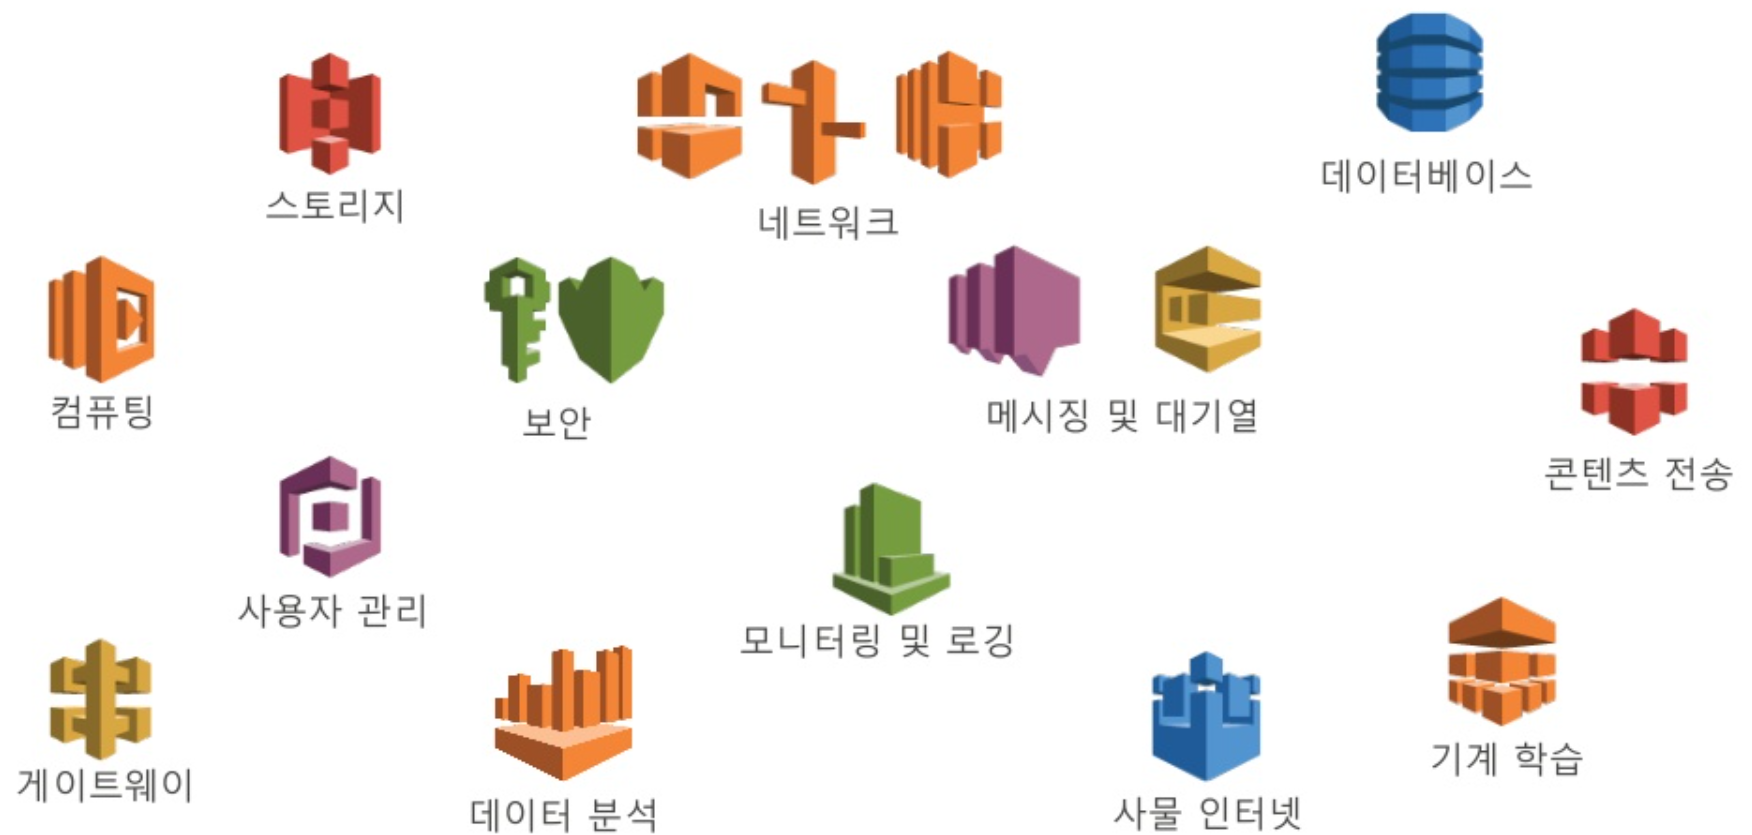 스토리지
네트워크
데이터베이스
컴퓨팅
보안
메시징 및 대기열
콘텐츠 전송
사용자 관리
모니터링 및 로깅
게이트웨이
데이터 분석
사물 인터넷
기계 학습